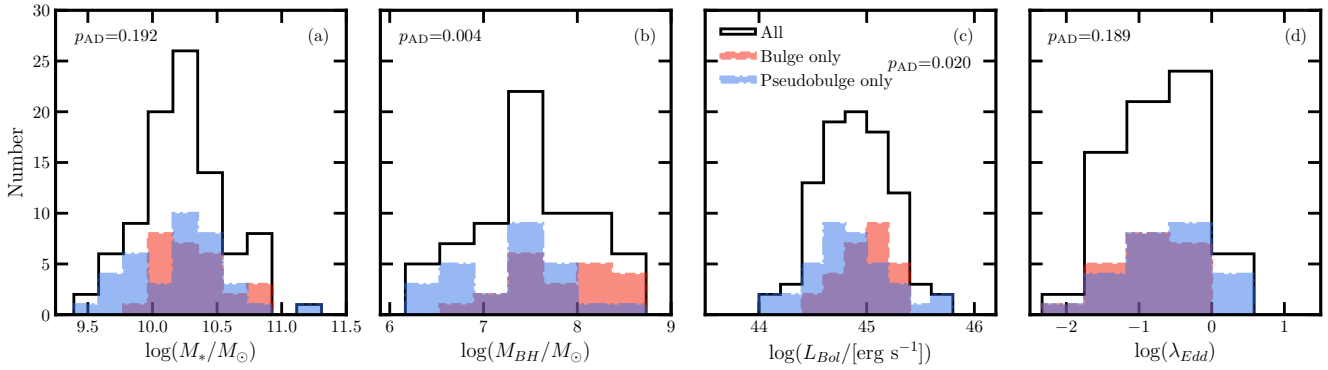 30
25
20
15
10
5
0
Number
p_AD=0.192
(a)
9.5 10.0 10.5 11.0 11.5
log(M_*/M_⊙)
p_AD=0.004
(b)
6 7 8 9
log(M_BH/M_⊙)
All
(c)
Bulge only
p_AD=0.020
Pseudobulge only
44 45 46
log(L_Bol/[erg s⁻¹])
p_AD=0.189
(d)
−2 −1 0 1
log(λ_Edd)